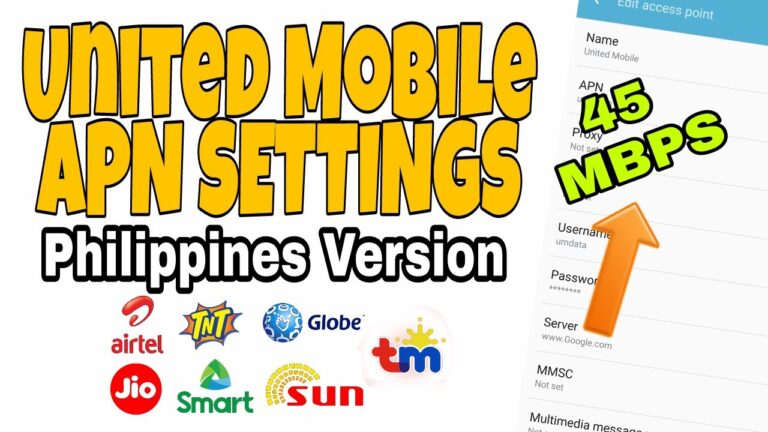 UNITED MOBILE
APN SETTINGS
Philippines Version
airtel
TNT
Globe
tm
Jio
Smart
sun
Edit access point
Name
United Mobile
APN
45
MBPS
Proxy
Not set
Username
umdata
Passwor
********
Server
www.Google.com
MMSC
Not set
Multimedia message